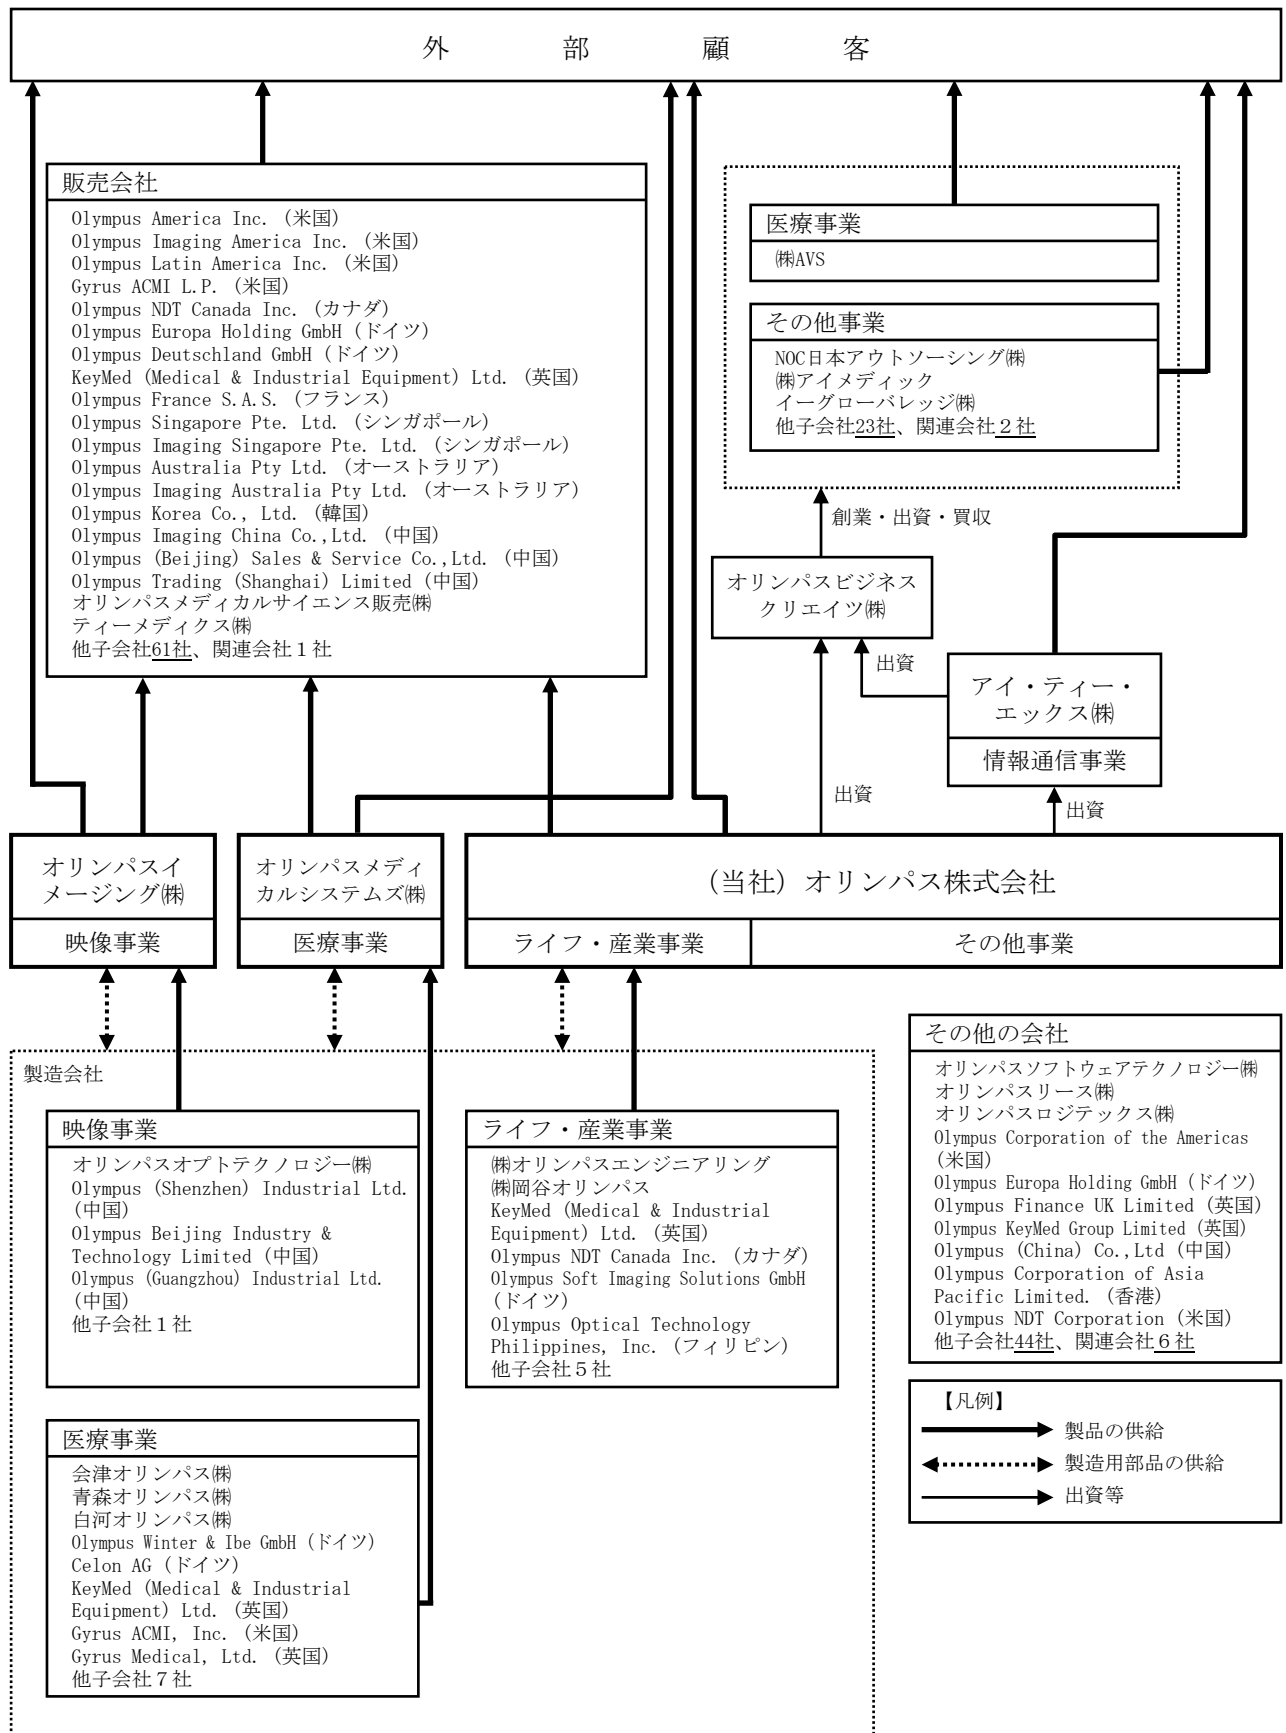 外部顧客
販売会社
Olympus America Inc. (米国)
Olympus Imaging America Inc. (米国)
Olympus Latin America Inc. (米国)
Gyrus ACMI L.P. (米国)
Olympus NDT Canada Inc. (カナダ)
Olympus Europa Holding GmbH (ドイツ)
Olympus Deutschland GmbH (ドイツ)
KeyMed (Medical & Industrial Equipment) Ltd. (英国)
Olympus France S.A.S. (フランス)
Olympus Singapore Pte. Ltd. (シンガポール)
Olympus Imaging Singapore Pte. Ltd. (シンガポール)
Olympus Australia Pty Ltd. (オーストラリア)
Olympus Imaging Australia Pty Ltd. (オーストラリア)
Olympus Korea Co., Ltd. (韓国)
Olympus Imaging China Co.,Ltd. (中国)
Olympus (Beijing) Sales & Service Co.,Ltd. (中国)
Olympus Trading (Shanghai) Limited (中国)
オリンパスメディカルサイエンス販売㈱
ティーメディクス㈱
他子会社61社、関連会社１社
医療事業
㈱AVS
その他事業
NOC日本アウトソーシング㈱
㈱アイメディック
イーグローバレッジ㈱
他子会社23社、関連会社２社
創業・出資・買収
オリンパスビジネス
クリエイツ㈱
出資
アイ・ティー・
エックス㈱
情報通信事業
出資
出資
オリンパスイ
メージング㈱
映像事業
オリンパスメディ
カルシステムズ㈱
医療事業
(当社) オリンパス株式会社
ライフ・産業事業
その他事業
製造会社
映像事業
オリンパスオプトテクノロジー㈱
Olympus (Shenzhen) Industrial Ltd.
(中国)
Olympus Beijing Industry &
Technology Limited (中国)
Olympus (Guangzhou) Industrial Ltd.
(中国)
他子会社１社
ライフ・産業事業
㈱オリンパスエンジニアリング
㈱岡谷オリンパス
KeyMed (Medical & Industrial
Equipment) Ltd. (英国)
Olympus NDT Canada Inc. (カナダ)
Olympus Soft Imaging Solutions GmbH
(ドイツ)
Olympus Optical Technology
Philippines, Inc. (フィリピン)
他子会社５社
医療事業
会津オリンパス㈱
青森オリンパス㈱
白河オリンパス㈱
Olympus Winter & Ibe GmbH (ドイツ)
Celon AG (ドイツ)
KeyMed (Medical & Industrial
Equipment) Ltd. (英国)
Gyrus ACMI, Inc. (米国)
Gyrus Medical, Ltd. (英国)
他子会社７社
その他の会社
オリンパスソフトウェアテクノロジー㈱
オリンパスリース㈱
オリンパスロジテックス㈱
Olympus Corporation of the Americas
(米国)
Olympus Europa Holding GmbH (ドイツ)
Olympus Finance UK Limited (英国)
Olympus KeyMed Group Limited (英国)
Olympus (China) Co.,Ltd (中国)
Olympus Corporation of Asia
Pacific Limited. (香港)
Olympus NDT Corporation (米国)
他子会社44社、関連会社６社
【凡例】
製品の供給
製造用部品の供給
出資等